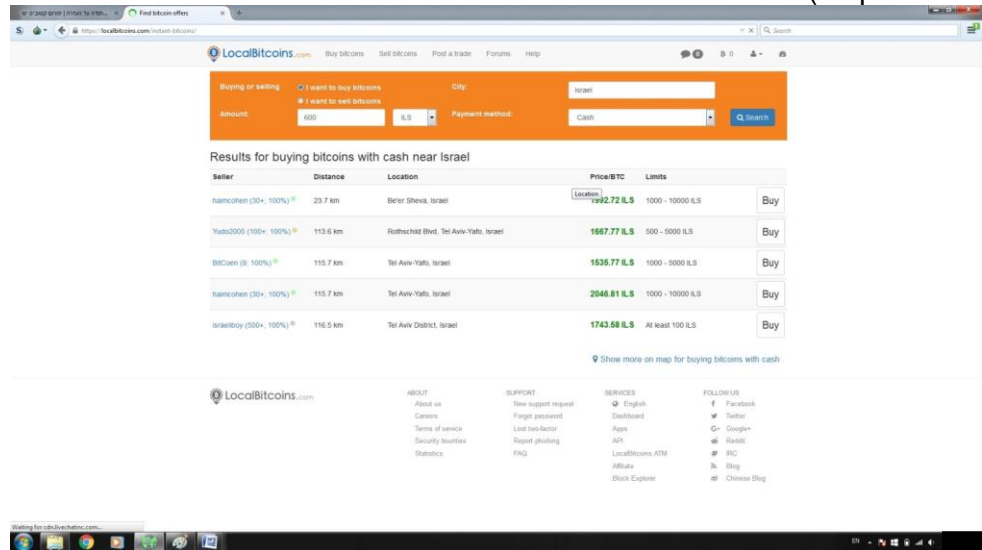 Find bitcoin offers
https://localbitcoins.com/instant-bitcoins/
Search
LocalBitcoins.com Buy bitcoins Sell bitcoins Post a trade Forums Help
Buying or selling I want to buy bitcoins City: Israel
I want to sell bitcoins
Amount: 600 ILS Payment method: Cash Search
Results for buying bitcoins with cash near Israel
Seller Distance Location Price/BTC Limits
Location
haimcohen (30+; 100%) 23.7 km Be'er Sheva, Israel 1992.72 ILS 1000 - 10000 ILS Buy
Yudo2005 (100+; 100%) 113.6 km Rothschild Blvd, Tel Aviv-Yafo, Israel 1667.77 ILS 500 - 5000 ILS Buy
BitCoen (9; 100%) 115.7 km Tel Aviv-Yafo, Israel 1535.77 ILS 1000 - 5000 ILS Buy
haimcohen (30+; 100%) 115.7 km Tel Aviv-Yafo, Israel 2046.81 ILS 1000 - 10000 ILS Buy
israeliboy (500+; 100%) 116.5 km Tel Aviv District, Israel 1743.58 ILS At least 100 ILS Buy
Show more on map for buying bitcoins with cash
LocalBitcoins.com ABOUT SUPPORT SERVICES FOLLOW US
About us New support request English Facebook
Careers Forgot password Dashboard Twitter
Terms of service Lost two-factor Apps Google+
Security bounties Report phishing API Reddit
Statistics FAQ LocalBitcoins ATM IRC
Affiliate Blog
Block Explorer Chinese Blog
Waiting for cdn.livechatinc.com...
EN